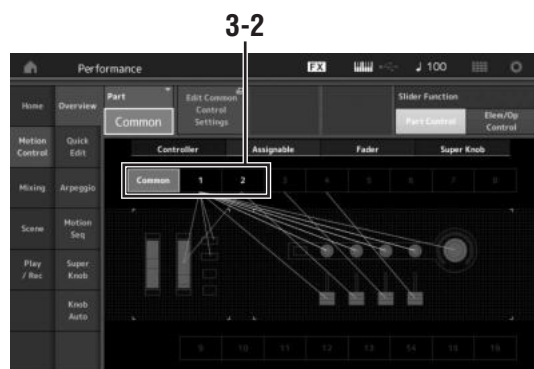 3-2
Performance
FX
♩ 100
Home
Overview
Part
Common
Edit Common
Control
Settings
Slider Function
Part Control
Elem/Op
Control
Motion
Control
Quick
Edit
Controller
Assignable
Fader
Super Knob
Mixing
Arpeggio
Common
1
2
3
4
5
6
7
8
Scene
Motion
Seq
Play
/ Rec
Super
Knob
Knob
Auto
9
10
11
12
13
14
15
16